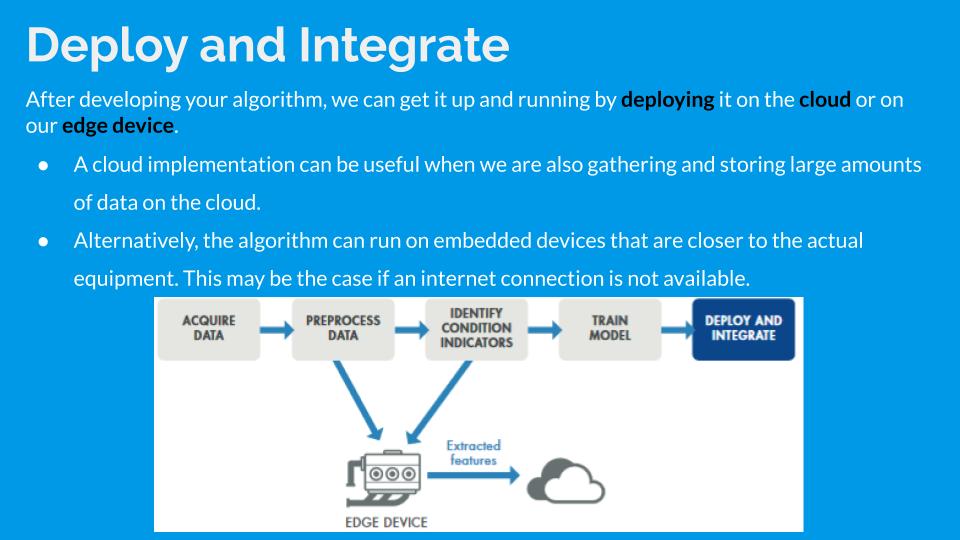 Deploy and Integrate
After developing your algorithm, we can get it up and running by deploying it on the cloud or on
our edge device.
● A cloud implementation can be useful when we are also gathering and storing large amounts
of data on the cloud.
● Alternatively, the algorithm can run on embedded devices that are closer to the actual
equipment. This may be the case if an internet connection is not available.
ACQUIRE
DATA
PREPROCESS
DATA
IDENTIFY
CONDITION
INDICATORS
TRAIN
MODEL
DEPLOY AND
INTEGRATE
Extracted
features
EDGE DEVICE